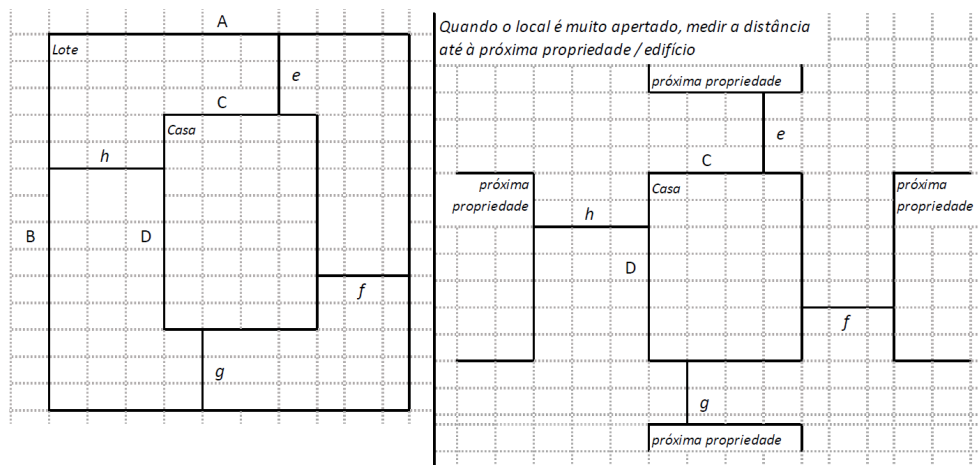 A
Lote
e
C
Casa
h
B
D
f
g
Quando o local é muito apertado, medir a distância
até à próxima propriedade / edifício
próxima propriedade
e
C
próxima
propriedade
Casa
próxima
propriedade
h
D
f
g
próxima propriedade